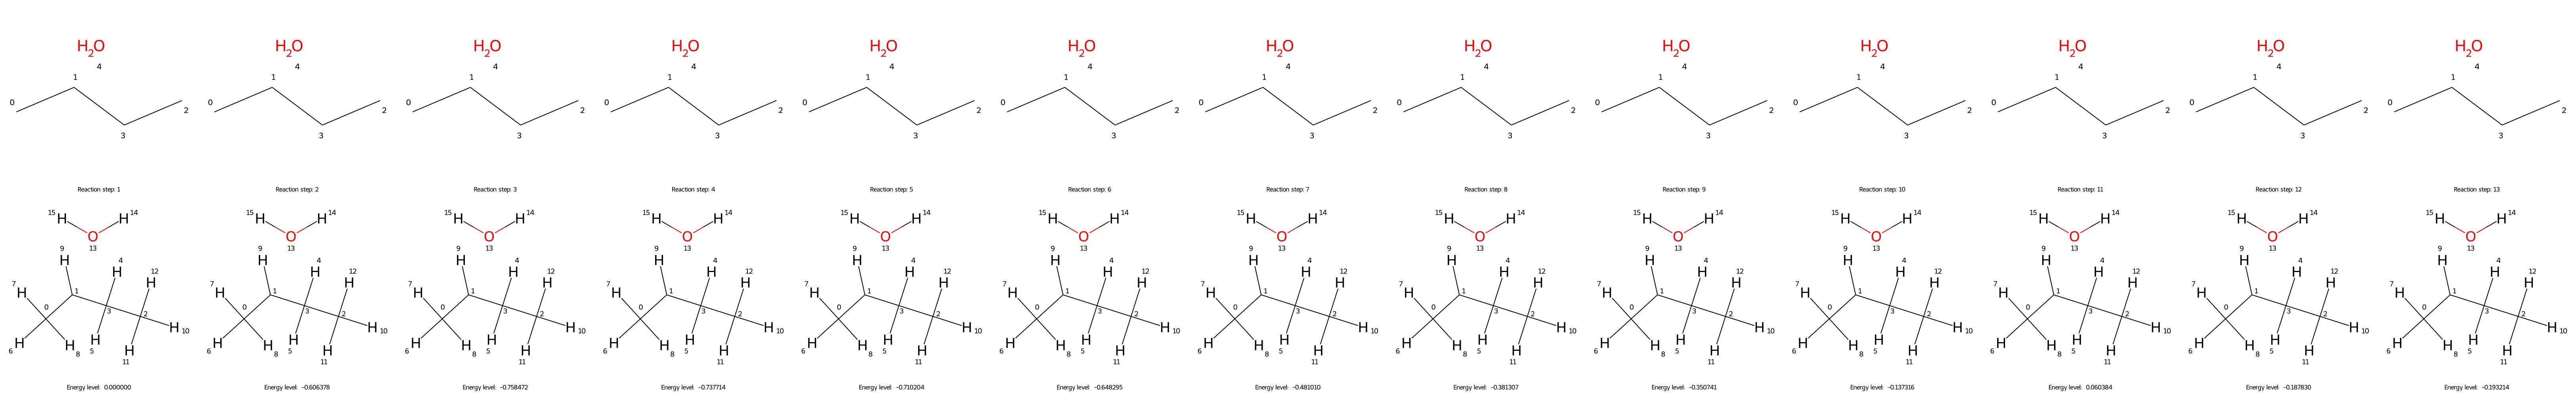 H2O H2O H2O H2O H2O H2O H2O H2O H2O H2O H2O H2O H2O
4 4 4 4 4 4 4 4 4 4 4 4 4
1 1 1 1 1 1 1 1 1 1 1 1 1
0 2 0 2 0 2 0 2 0 2 0 2 0 2 0 2 0 2 0 2 0 2 0 2 0 2
3 3 3 3 3 3 3 3 3 3 3 3 3
Reaction step: 1 Reaction step: 2 Reaction step: 3 Reaction step: 4 Reaction step: 5 Reaction step: 6 Reaction step: 7 Reaction step: 8 Reaction step: 9 Reaction step: 10 Reaction step: 11 Reaction step: 12 Reaction step: 13
15 H H 14 15 H H 14 15 H H 14 15 H H 14 15 H H 14 15 H H 14 15 H H 14 15 H H 14 15 H H 14 15 H H 14 15 H H 14 15 H H 14 15 H H 14
O O O O O O O O O O O O O
9 13 9 13 9 13 9 13 9 13 9 13 9 13 9 13 9 13 9 13 9 13 9 13 9 13
H 4 H 4 H 4 H 4 H 4 H 4 H 4 H 4 H 4 H 4 H 4 H 4 H 4
H 12 H 12 H 12 H 12 H 12 H 12 H 12 H 12 H 12 H 12 H 12 H 12 H 12
7 H 7 H 7 H 7 H 7 H 7 H 7 H 7 H 7 H 7 H 7 H 7 H 7 H
H 1 H 1 H 1 H 1 H 1 H 1 H 1 H 1 H 1 H 1 H 1 H 1 H 1
0 3 2 0 3 2 0 3 2 0 3 2 0 3 2 0 3 2 0 3 2 0 3 2 0 3 2 0 3 2 0 3 2 0 3 2 0 3 2
H 10 H 10 H 10 H 10 H 10 H 10 H 10 H 10 H 10 H 10 H 10 H 10 H 10
6 H H 8 H 5 H 11 6 H H 8 H 5 H 11 6 H H 8 H 5 H 11 6 H H 8 H 5 H 11 6 H H 8 H 5 H 11 6 H H 8 H 5 H 11 6 H H 8 H 5 H 11 6 H H 8 H 5 H 11 6 H H 8 H 5 H 11 6 H H 8 H 5 H 11 6 H H 8 H 5 H 11 6 H H 8 H 5 H 11 6 H H 8 H 5 H 11
Energy level: 0.000000 Energy level: -0.606378 Energy level: -0.758472 Energy level: -0.737714 Energy level: -0.710204 Energy level: -0.648295 Energy level: -0.481010 Energy level: -0.381307 Energy level: -0.350741 Energy level: -0.137316 Energy level: 0.060384 Energy level: -0.187830 Energy level: -0.193214